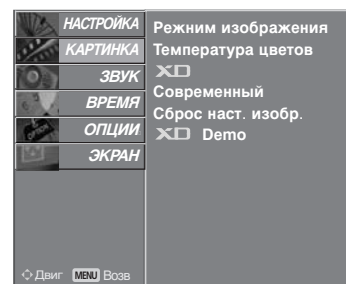 НАСТРОЙКА
КАРТИНКА
ЗВУК
ВРЕМЯ
ОПЦИИ
ЭКРАН
Режим изображения
Температура цветов
XD
Современный
Сброс наст. изобр.
XD Demo
Двиг MENU Возв